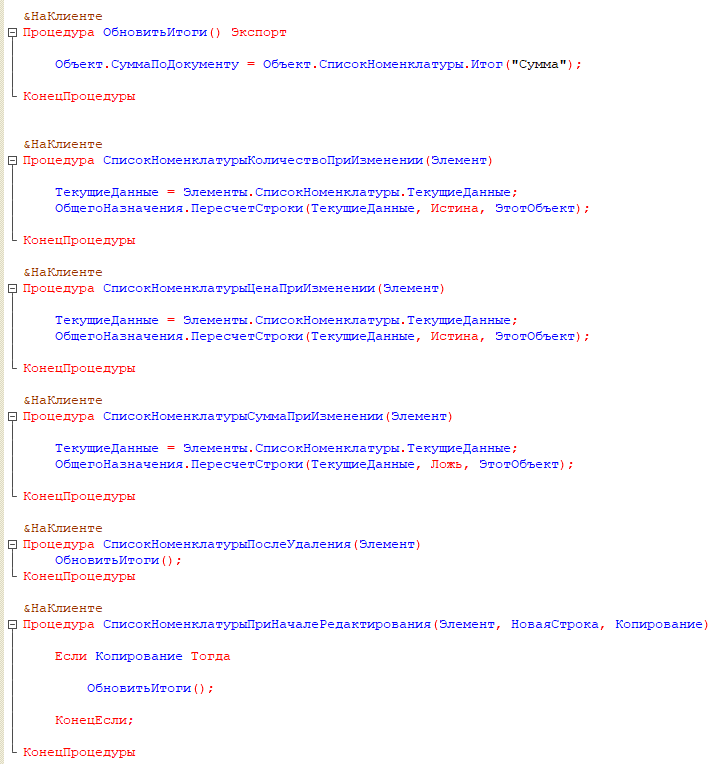 &НаКлиенте
Процедура ОбновитьИтоги() Экспорт
Объект.СуммаПоДокументу = Объект.СписокНоменклатуры.Итог("Сумма");
КонецПроцедуры
&НаКлиенте
Процедура СписокНоменклатурыКоличествоПриИзменении(Элемент)
ТекущиеДанные = Элементы.СписокНоменклатуры.ТекущиеДанные;
ОбщегоНазначения.ПересчетСтроки(ТекущиеДанные, Истина, ЭтотОбъект);
КонецПроцедуры
&НаКлиенте
Процедура СписокНоменклатурыЦенаПриИзменении(Элемент)
ТекущиеДанные = Элементы.СписокНоменклатуры.ТекущиеДанные;
ОбщегоНазначения.ПересчетСтроки(ТекущиеДанные, Истина, ЭтотОбъект);
КонецПроцедуры
&НаКлиенте
Процедура СписокНоменклатурыСуммаПриИзменении(Элемент)
ТекущиеДанные = Элементы.СписокНоменклатуры.ТекущиеДанные;
ОбщегоНазначения.ПересчетСтроки(ТекущиеДанные, Ложь, ЭтотОбъект);
КонецПроцедуры
&НаКлиенте
Процедура СписокНоменклатурыПослеУдаления(Элемент)
ОбновитьИтоги();
КонецПроцедуры
&НаКлиенте
Процедура СписокНоменклатурыПриНачалеРедактирования(Элемент, НоваяСтрока, Копирование)
Если Копирование Тогда
ОбновитьИтоги();
КонецЕсли;
КонецПроцедуры